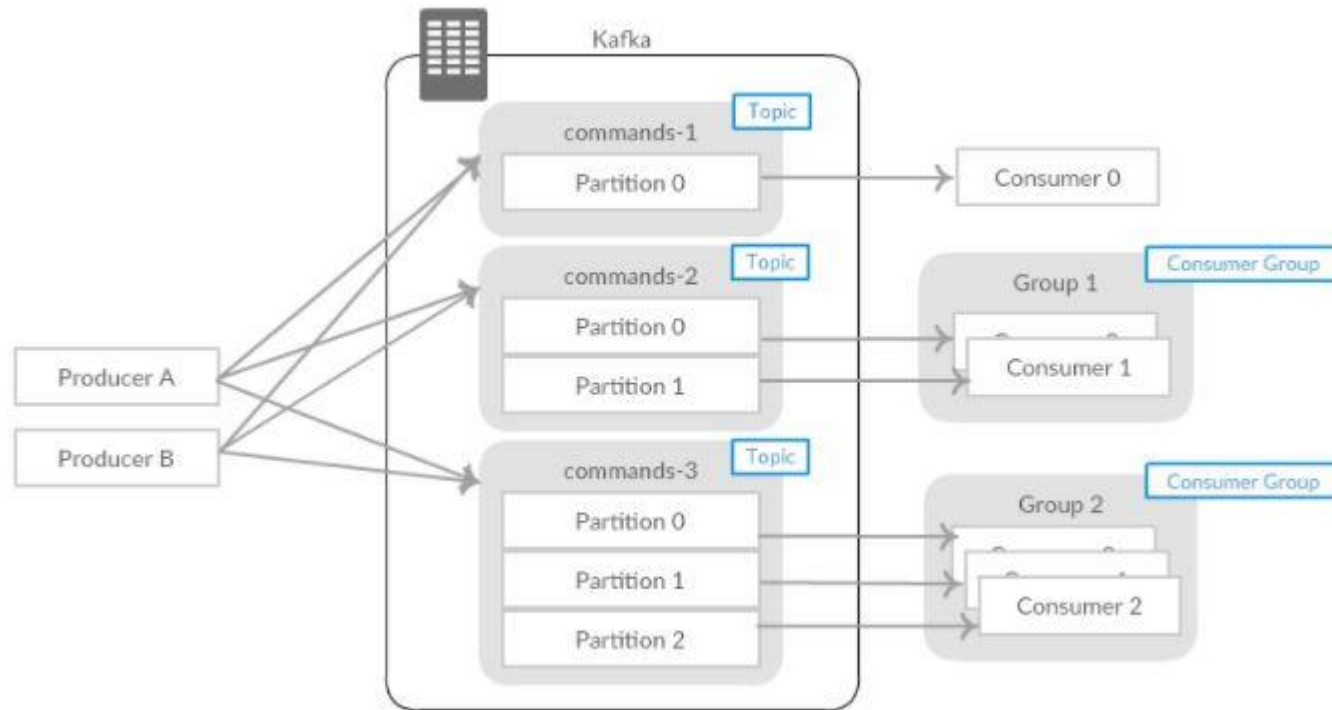 Kafka
Topic
commands-1
Partition 0
Consumer 0
Topic
commands-2
Partition 0
Partition 1
Consumer Group
Group 1
Consumer 1
Producer A
Producer B
Topic
commands-3
Partition 0
Partition 1
Partition 2
Consumer Group
Group 2
Consumer 2